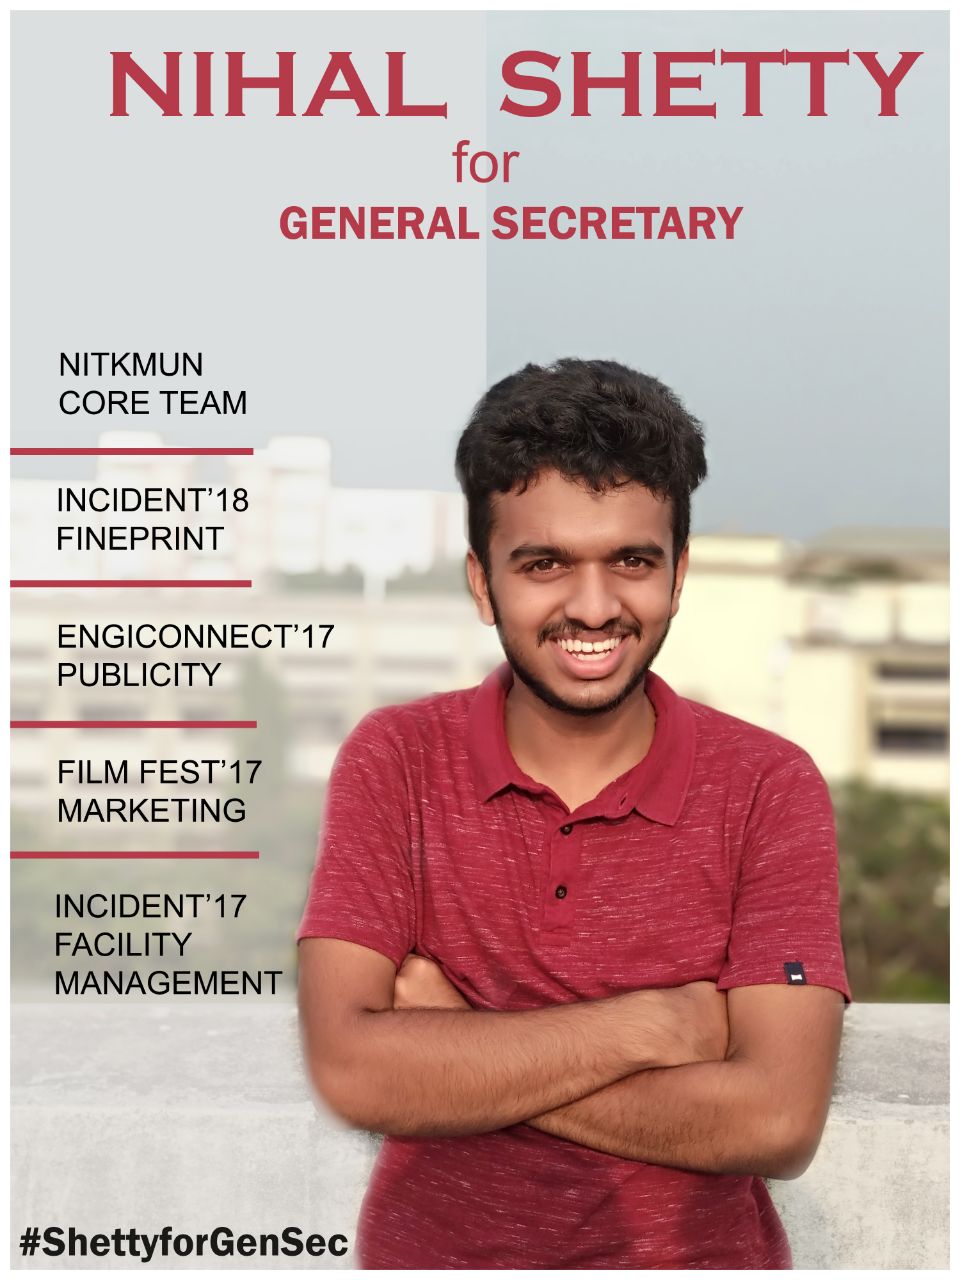 NIHAL SHETTY
for
GENERAL SECRETARY
NITKMUN
CORE TEAM
INCIDENT’18
FINEPRINT
ENGICONNECT’17
PUBLICITY
FILM FEST’17
MARKETING
INCIDENT’17
FACILITY
MANAGEMENT
#ShettyforGenSec